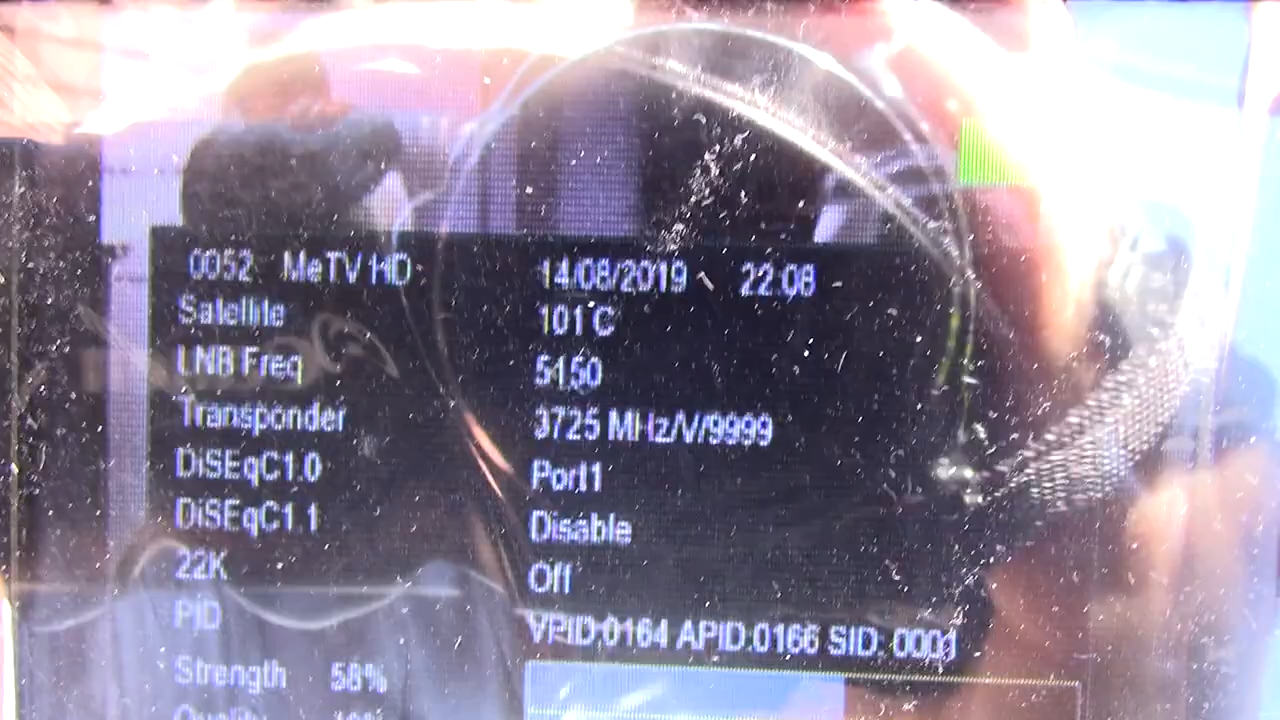 0052 MeTV HD 14/08/2019 22:08
Satellite 101 C
LNB Freq 5150
Transponder 3725 MHz/V/9999
DiSEqC1.0 Port1
DiSEqC1.1 Disable
22K Off
PID VPID:0164 APID:0166 SID: 0001
Strength 58%
Quality